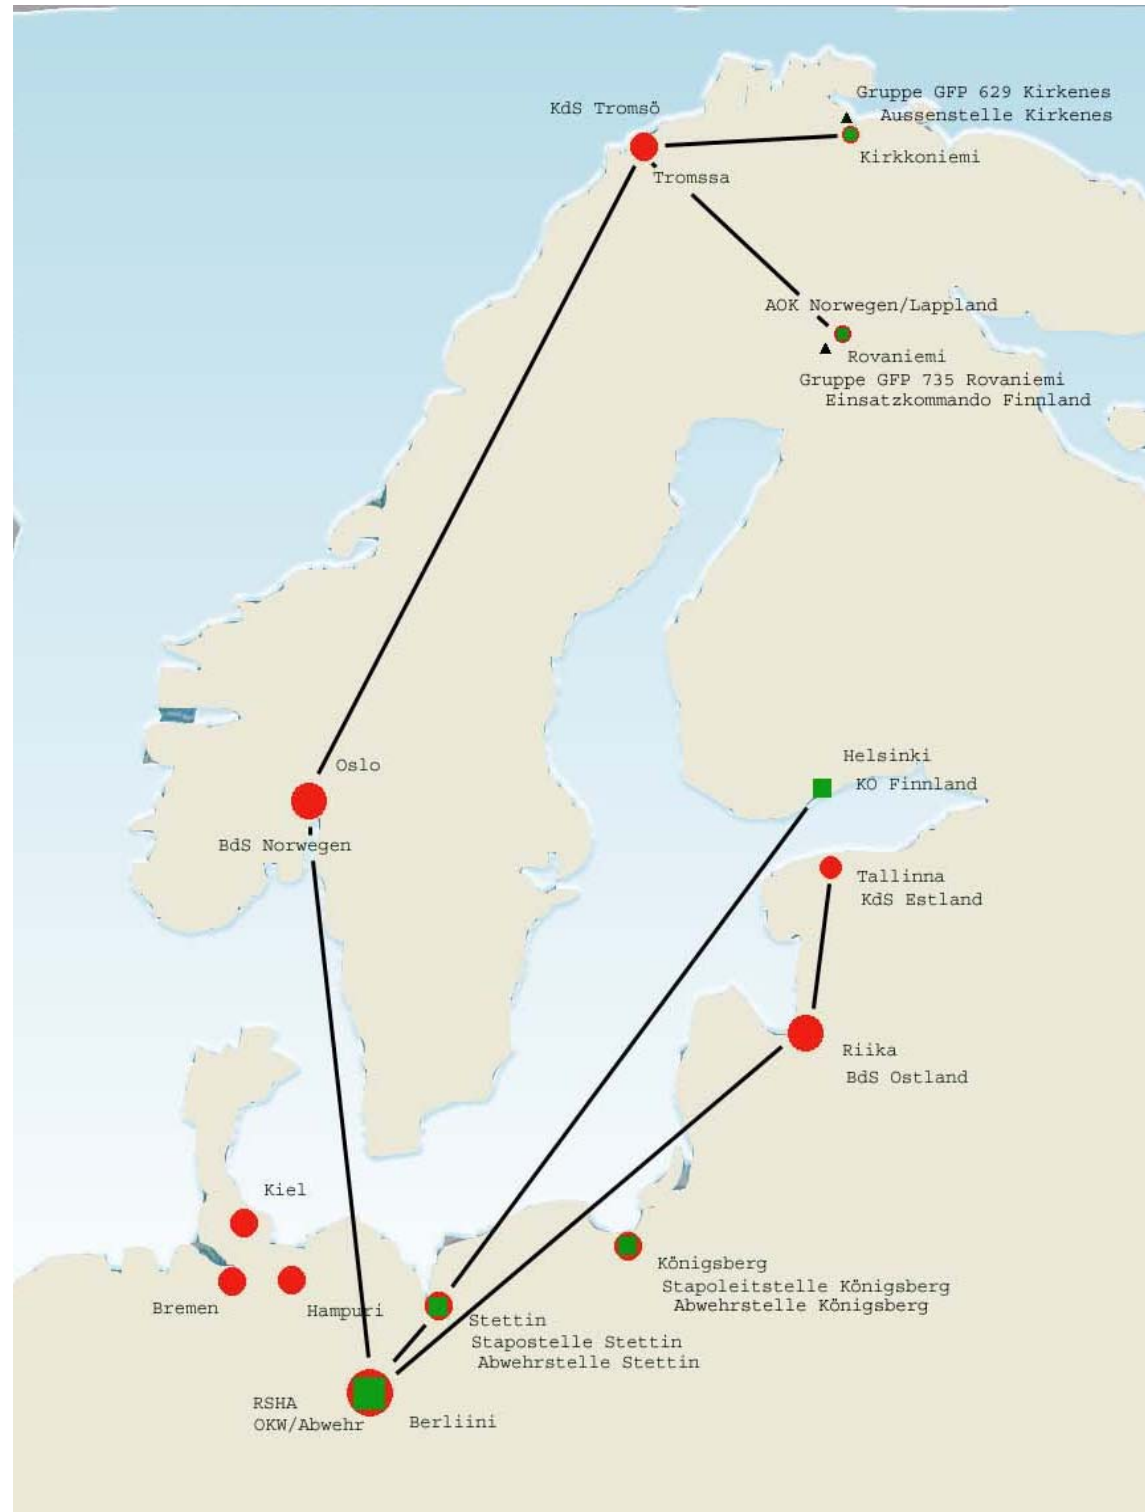 Gruppe GFP 629 Kirkenes
KdS Tromsö
Aussenstelle Kirkenes
Kirkkoniemi
Tromssa
AOK Norwegen/Lappland
Rovaniemi
Gruppe GFP 735 Rovaniemi
Einsatzkommando Finnland
Helsinki
Oslo
KO Finnland
BdS Norwegen
Tallinna
KdS Estland
Riika
BdS Ostland
Kiel
Königsberg
Stapoleitstelle Königsberg
Abwehrstelle Königsberg
Bremen
Hampuri
Stettin
Stapostelle Stettin
Abwehrstelle Stettin
RSHA
OKW/Abwehr
Berliini